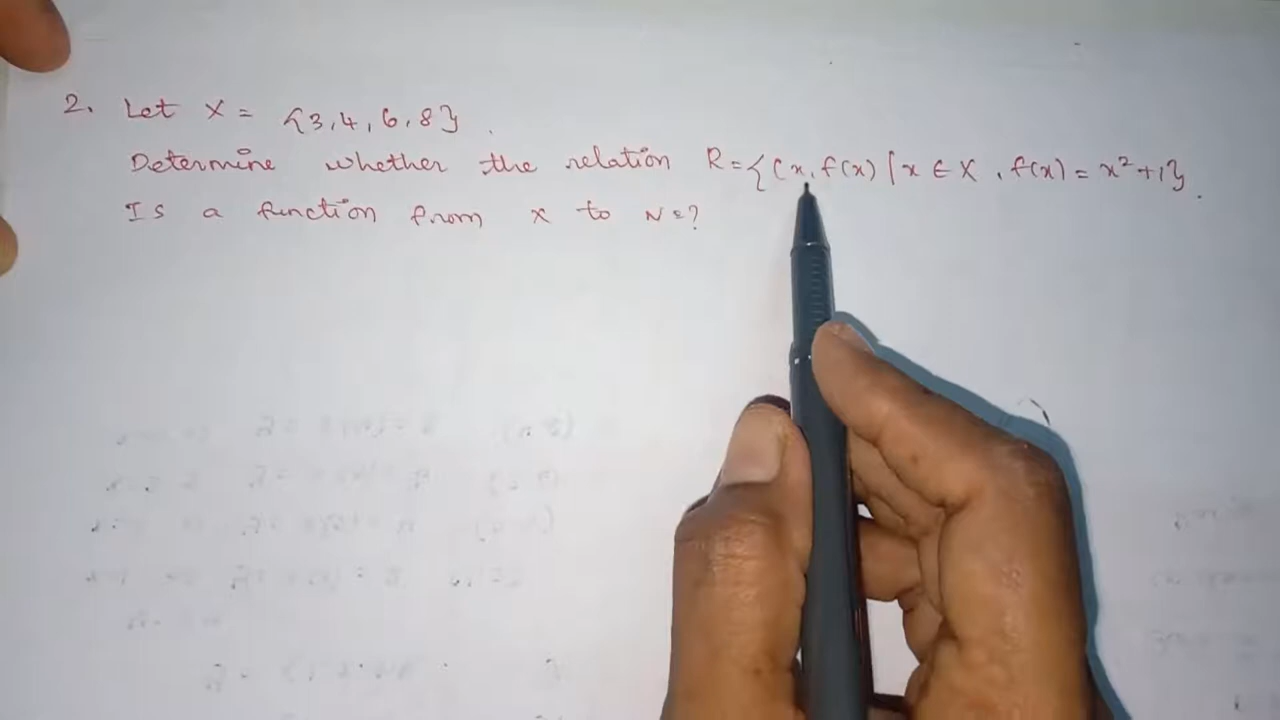 2. Let X = {3, 4, 6, 8}.
Determine whether the relation R = {(x, f(x) | x ∈ X, f(x) = x² + 1}.
Is a function from x to N = ?